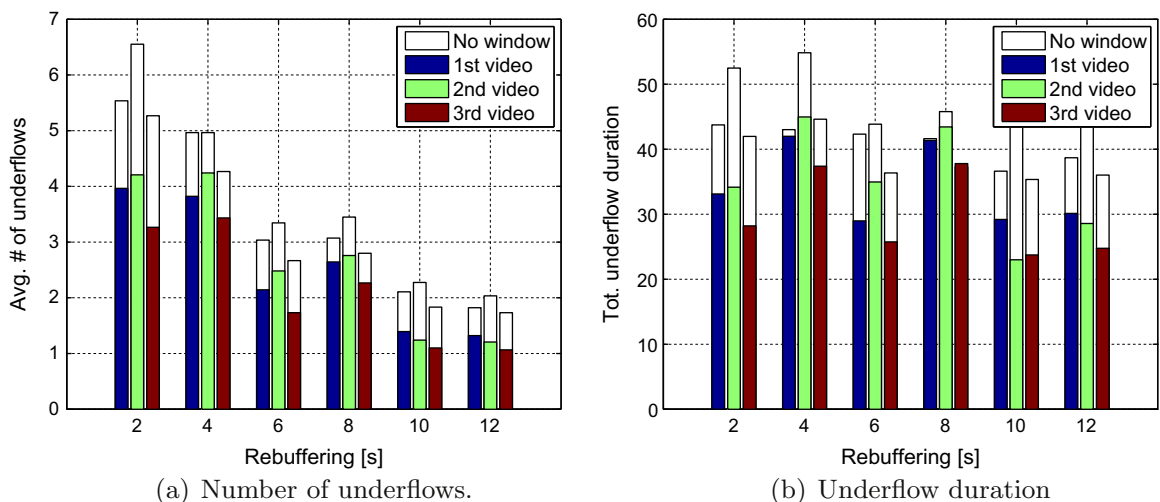 7
6
5
4
3
2
1
0
Avg. # of underflows
2 4 6 8 10 12
Rebuffering [s]
No window
1st video
2nd video
3rd video
(a) Number of underflows.
60
50
40
30
20
10
0
Tot. underflow duration
2 4 6 8 10 12
Rebuffering [s]
No window
1st video
2nd video
3rd video
(b) Underflow duration